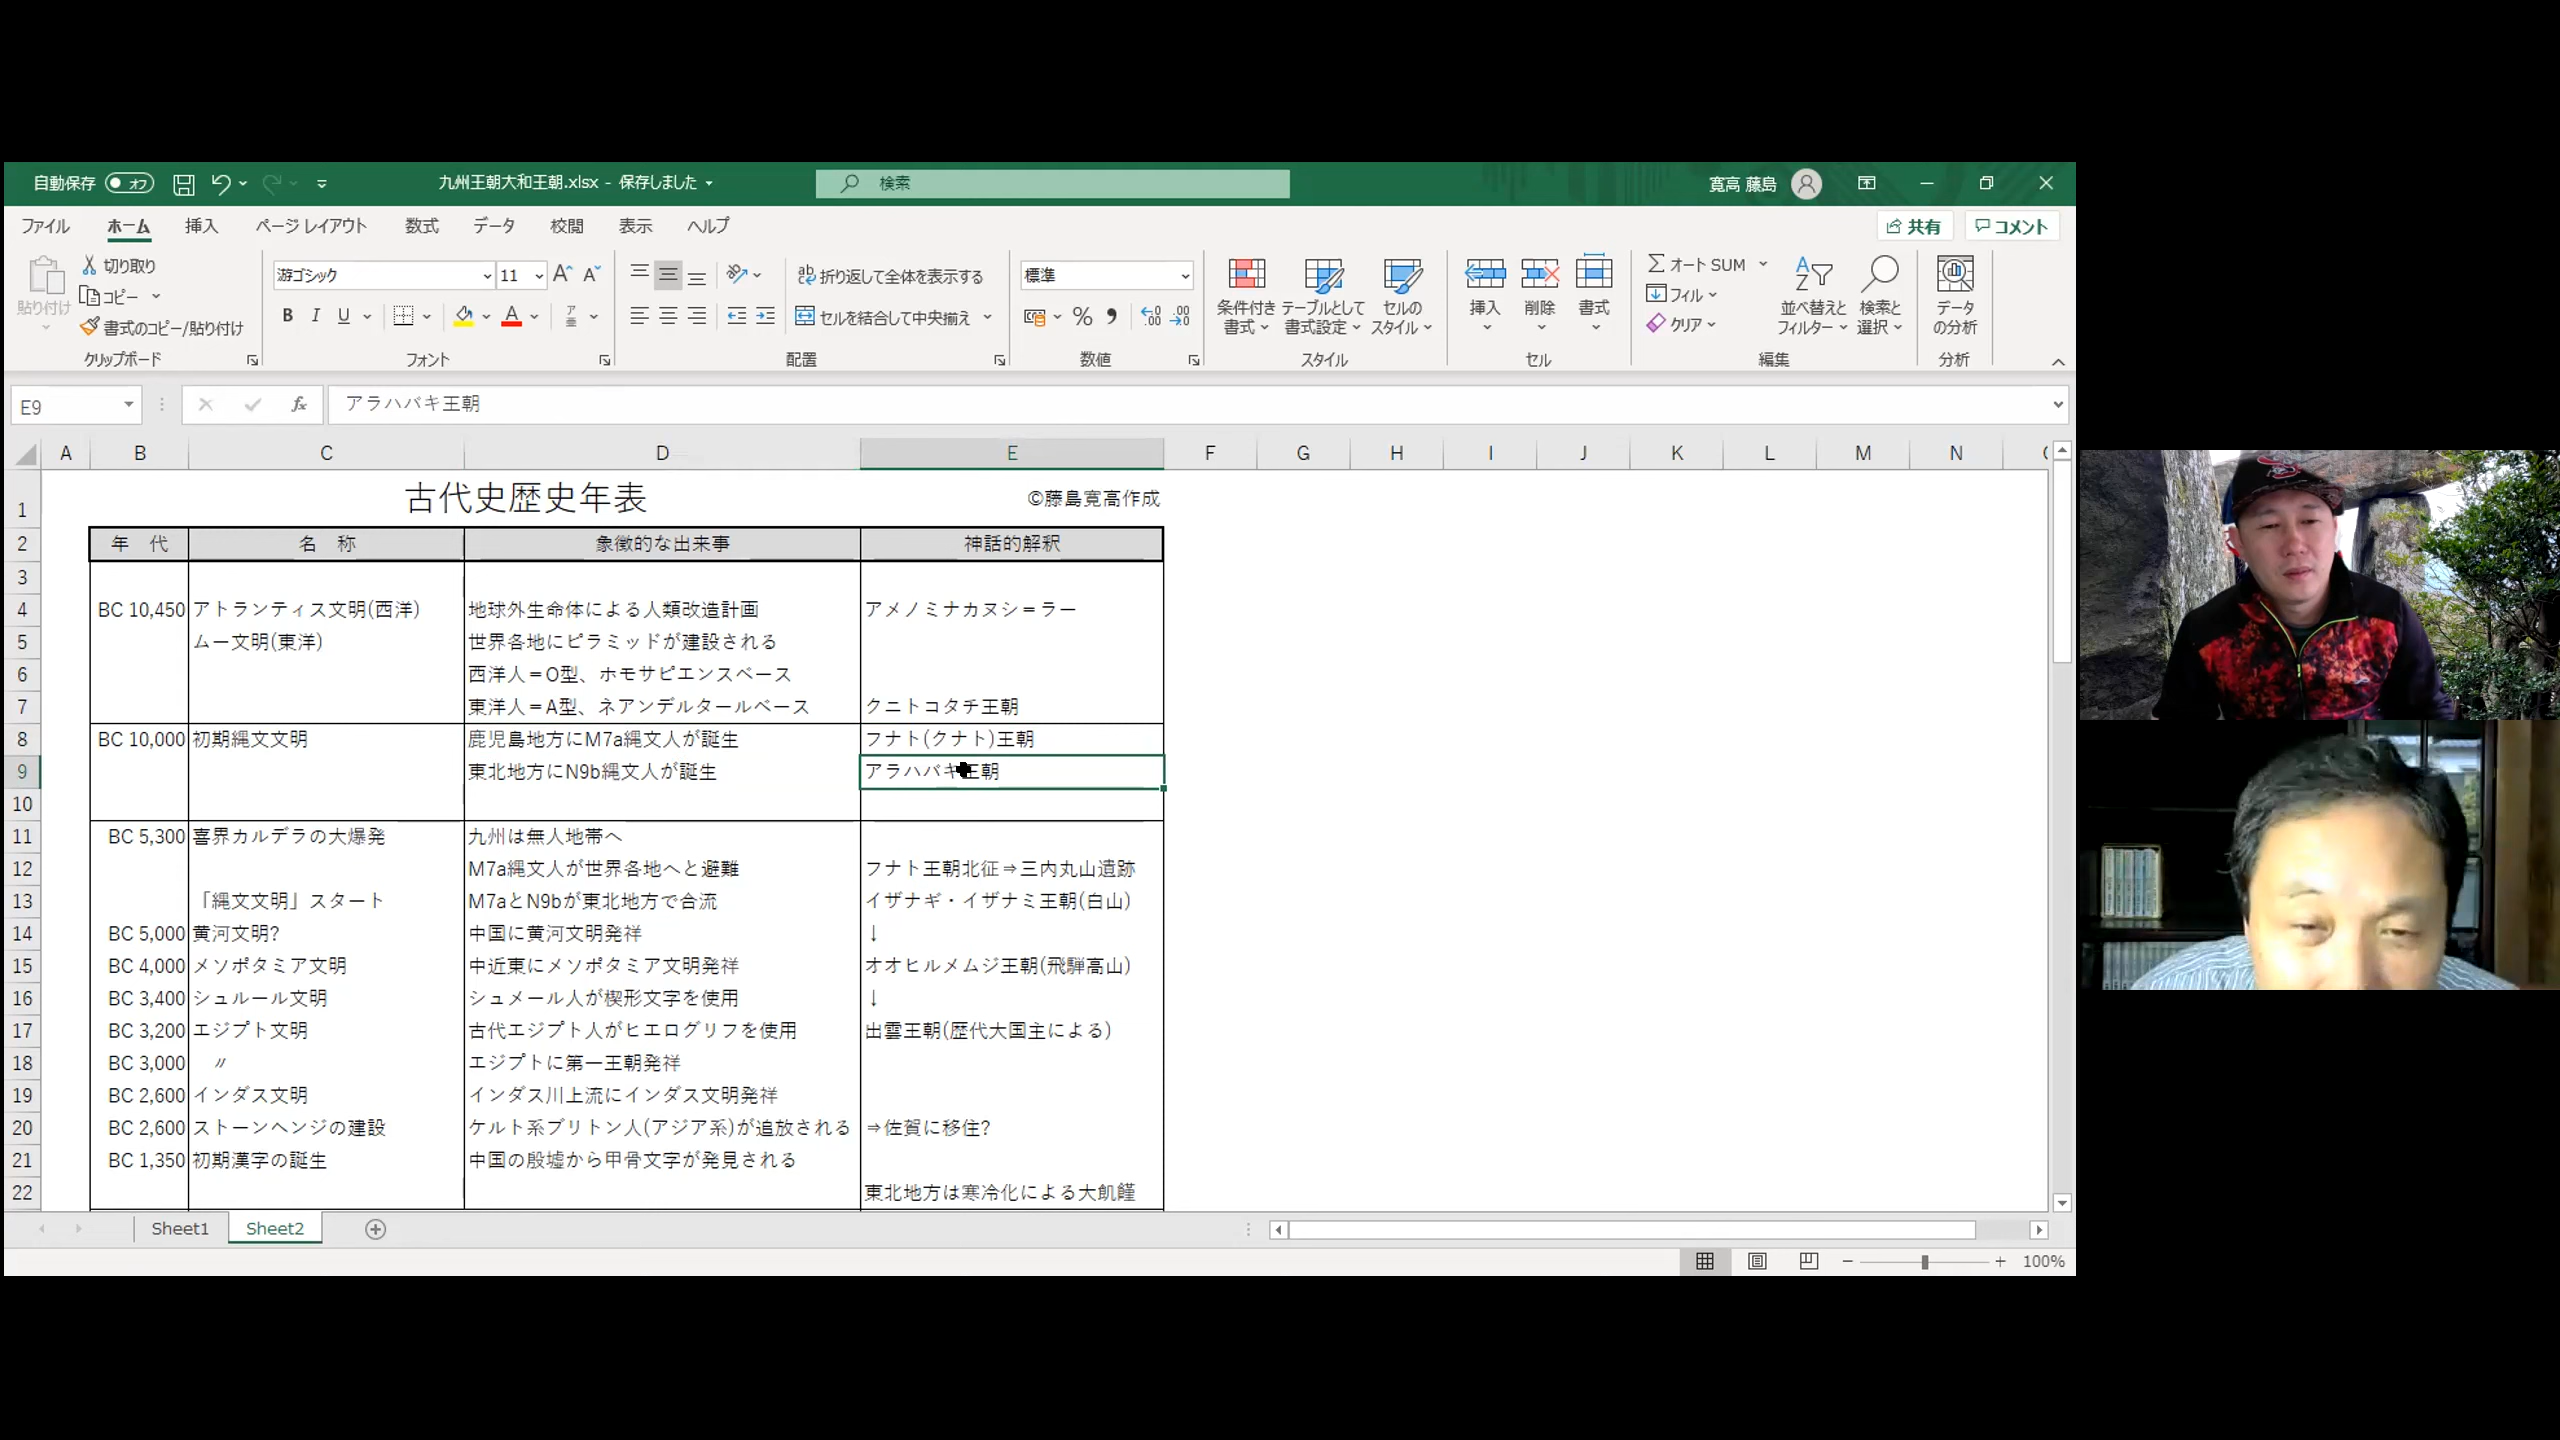 自動保存 オフ 九州王朝大和王朝.xlsx - 保存しました 検索 寛高 藤島
ファイル ホーム 挿入 ページ レイアウト 数式 データ 校閲 表示 ヘルプ 共有 コメント
貼り付け 切り取り コピー 書式のコピー/貼り付け クリップボード
游ゴシック 11 B I U フォント
折り返して全体を表示する セルを結合して中央揃え 配置
標準 % 数値
条件付き書式 テーブルとして書式設定 セルのスタイル スタイル
挿入 削除 書式 セル
オート SUM フィル クリア 並べ替えとフィルター 検索と選択 編集
データの分析 分析
E9 fx アラハバキ王朝
A B C D E F G H I J K L M N
1 古代史歴史年表 ©藤島寛高作成
2 年　代 名　称 象徴的な出来事 神話的解釈
3
4 BC 10,450 アトランティス文明(西洋) 地球外生命体による人類改造計画 アメノミナカヌシ＝ラー
5 ムー文明(東洋) 世界各地にピラミッドが建設される
6 西洋人＝O型、ホモサピエンスベース
7 東洋人＝A型、ネアンデルタールベース クニトコタチ王朝
8 BC 10,000 初期縄文文明 鹿児島地方にM7a縄文人が誕生 フナト(クナト)王朝
9 東北地方にN9b縄文人が誕生 アラハバキ王朝
10
11 BC 5,300 喜界カルデラの大爆発 九州は無人地帯へ
12 M7a縄文人が世界各地へと避難 フナト王朝北征⇒三内丸山遺跡
13 「縄文文明」スタート M7aとN9bが東北地方で合流 イザナギ・イザナミ王朝(白山)
14 BC 5,000 黄河文明? 中国に黄河文明発祥 ↓
15 BC 4,000 メソポタミア文明 中近東にメソポタミア文明発祥 オオヒルメムジ王朝(飛騨高山)
16 BC 3,400 シュルール文明 シュメール人が楔形文字を使用 ↓
17 BC 3,200 エジプト文明 古代エジプト人がヒエログリフを使用 出雲王朝(歴代大国主による)
18 BC 3,000 〃 エジプトに第一王朝発祥
19 BC 2,600 インダス文明 インダス川上流にインダス文明発祥
20 BC 2,600 ストーンヘンジの建設 ケルト系ブリトン人(アジア系)が追放される ⇒佐賀に移住?
21 BC 1,350 初期漢字の誕生 中国の殷墟から甲骨文字が発見される
22 東北地方は寒冷化による大飢饉
Sheet1 Sheet2
100%